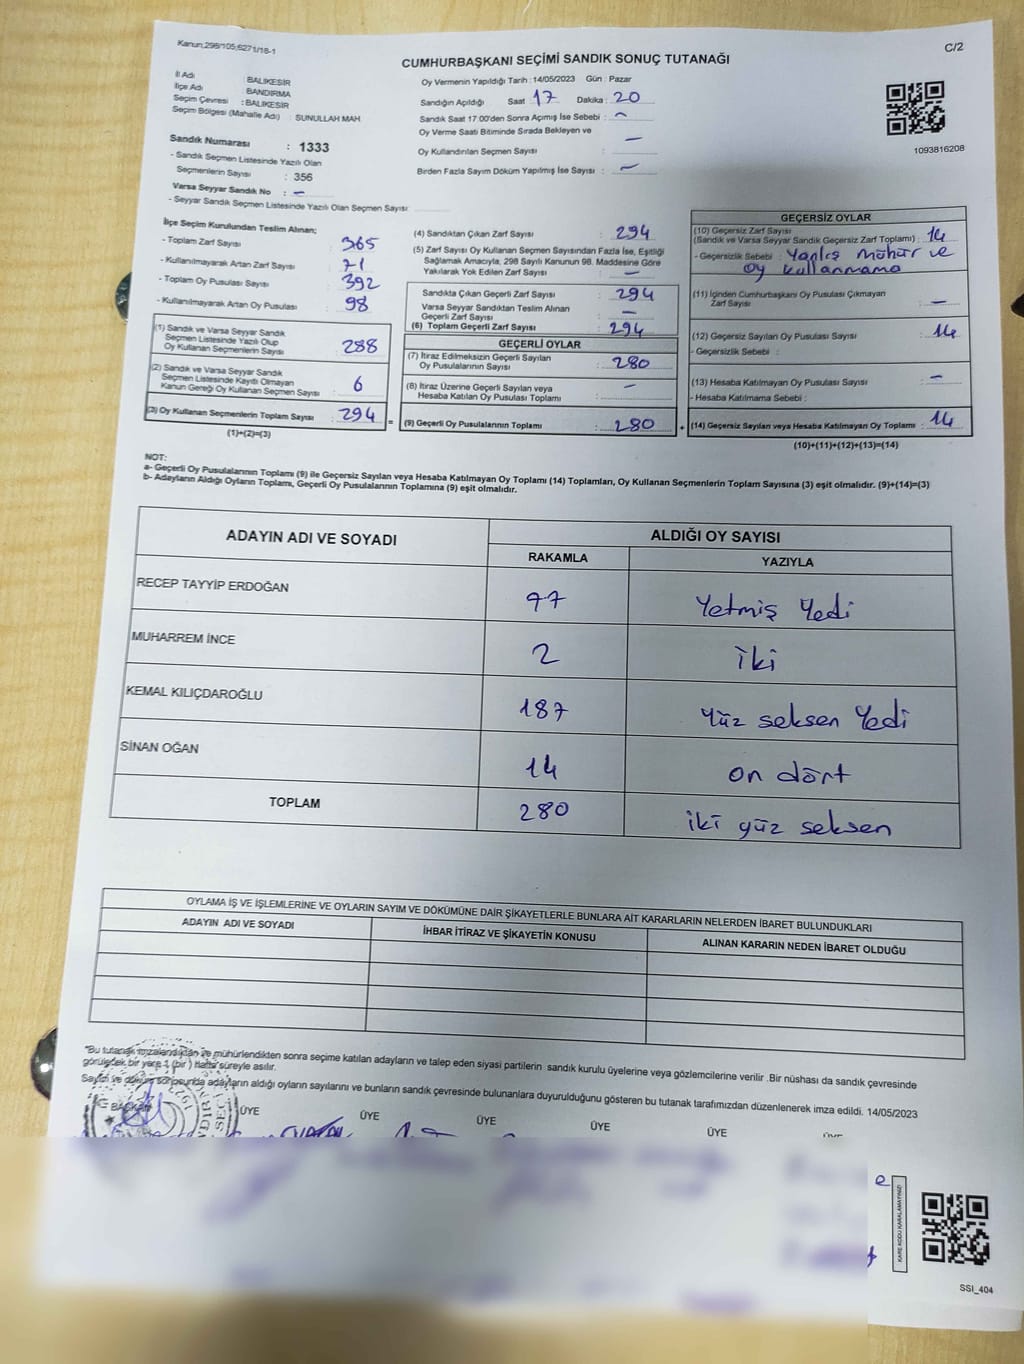 Kanun;298/105;6271/18-1
C/2
CUMHURBAŞKANI SEÇİMİ SANDIK SONUÇ TUTANAĞI
İl Adı : BALIKESİR
İlçe Adı BANDIRMA
Seçim Çevresi : BALIKESİR
Seçim Bölgesi (Mahalle Adı) : SUNULLAH MAH.
Sandık Numarası : 1333
- Sandık Seçmen Listesinde Yazılı Olan
Seçmenlerin Sayısı : 356
Varsa Seyyar Sandık No : -
- Seyyar Sandık Seçmen Listesinde Yazılı Olan Seçmen Sayısı:
Oy Vermenin Yapıldığı Tarih : 14/05/2023 Gün : Pazar
Sandığın Açıldığı Saat 17 Dakika : 20
Sandık Saat 17.00'den Sonra Açımış İse Sebebi : -
Oy Verme Saati Bitiminde Sırada Bekleyen ve
Oy Kullandırılan Seçmen Sayısı : -
Birden Fazla Sayım Döküm Yapılmış İse Sayısı : -
1093816208
İlçe Seçim Kurulundan Teslim Alınan;
- Toplam Zarf Sayısı : 365
- Kullanılmayarak Artan Zarf Sayısı : 71
- Toplam Oy Pusulası Sayısı : 392
- Kullanılmayarak Artan Oy Pusulası : 98
(1) Sandık ve Varsa Seyyar Sandık
Seçmen Listesinde Yazılı Olup
Oy Kullanan Seçmenlerin Sayısı : 288
(2) Sandık ve Varsa Seyyar Sandık
Seçmen Listesinde Kayıtlı Olmayan
Kanun Gereği Oy Kullanan Seçmen Sayısı : 6
(3) Oy Kullanan Seçmenlerin Toplam Sayısı : 294
(1)+(2)=(3)
=
(4) Sandıktan Çıkan Zarf Sayısı : 294
(5) Zarf Sayısı Oy Kullanan Seçmen Sayısından Fazla İse, Eşitliği
Sağlamak Amacıyla, 298 Sayılı Kanunun 98. Maddesine Göre
Yakılarak Yok Edilen Zarf Sayısı : -
Sandıkta Çıkan Geçerli Zarf Sayısı : 294
Varsa Seyyar Sandıktan Teslim Alınan
Geçerli Zarf Sayısı : -
(6) Toplam Geçerli Zarf Sayısı : 294
GEÇERLİ OYLAR
(7) İtiraz Edilmeksizin Geçerli Sayılan
Oy Pusulalarının Sayısı : 280
(8) İtiraz Üzerine Geçerli Sayılan veya
Hesaba Katılan Oy Pusulası Toplamı : -
(9) Geçerli Oy Pusulalarının Toplamı : 280
+
GEÇERSİZ OYLAR
(10) Geçersiz Zarf Sayısı
(Sandık ve Varsa Seyyar Sandık Geçersiz Zarf Toplamı) : 14
- Geçersizlik Sebebi : Yanlış mühür ve
oy kullanmama
(11) İçinden Cumhurbaşkanı Oy Pusulası Çıkmayan
Zarf Sayısı : -
(12) Geçersiz Sayılan Oy Pusulası Sayısı : 14
- Geçersizlik Sebebi :
(13) Hesaba Katılmayan Oy Pusulası Sayısı : -
- Hesaba Katılmama Sebebi :
(14) Geçersiz Sayılan veya Hesaba Katılmayan Oy Toplamı : 14
(10)+(11)+(12)+(13)=(14)
NOT:
a- Geçerli Oy Pusulalarının Toplamı (9) ile Geçersiz Sayılan veya Hesaba Katılmayan Oy Toplamı (14) Toplamları, Oy Kullanan Seçmenlerin Toplam Sayısına (3) eşit olmalıdır. (9)+(14)=(3)
b- Adayların Aldığı Oyların Toplamı, Geçerli Oy Pusulalarının Toplamına (9) eşit olmalıdır.
ADAYIN ADI VE SOYADI ALDIĞI OY SAYISI
RAKAMLA YAZIYLA
RECEP TAYYİP ERDOĞAN 77 Yetmiş Yedi
MUHARREM İNCE 2 iki
KEMAL KILIÇDAROĞLU 187 Yüz seksen Yedi
SİNAN OĞAN 14 on dört
TOPLAM 280 iki yüz seksen
OYLAMA İŞ VE İŞLEMLERİNE VE OYLARIN SAYIM VE DÖKÜMÜNE DAİR ŞİKAYETLERLE BUNLARA AİT KARARLARIN NELERDEN İBARET BULUNDUKLARI
ADAYIN ADI VE SOYADI İHBAR İTİRAZ VE ŞİKAYETİN KONUSU ALINAN KARARIN NEDEN İBARET OLDUĞU
"Bu tutanak imzalandıktan ve mühürlendikten sonra seçime katılan adayların ve talep eden siyasi partilerin sandık kurulu üyelerine veya gözlemcilerine verilir .Bir nüshası da sandık çevresinde
görülecek bir yere 1 (bir ) hafta süreyle asılır.
Sayım ve döküm sonucunda adayların aldığı oyların sayılarını ve bunların sandık çevresinde bulunanlara duyurulduğunu gösteren bu tutanak tarafımızdan düzenlenerek imza edildi. 14/05/2023
BAŞKAN ÜYE ÜYE ÜYE ÜYE ÜYE
KARE KODU KARALAMAYINIZ!
SSI_404